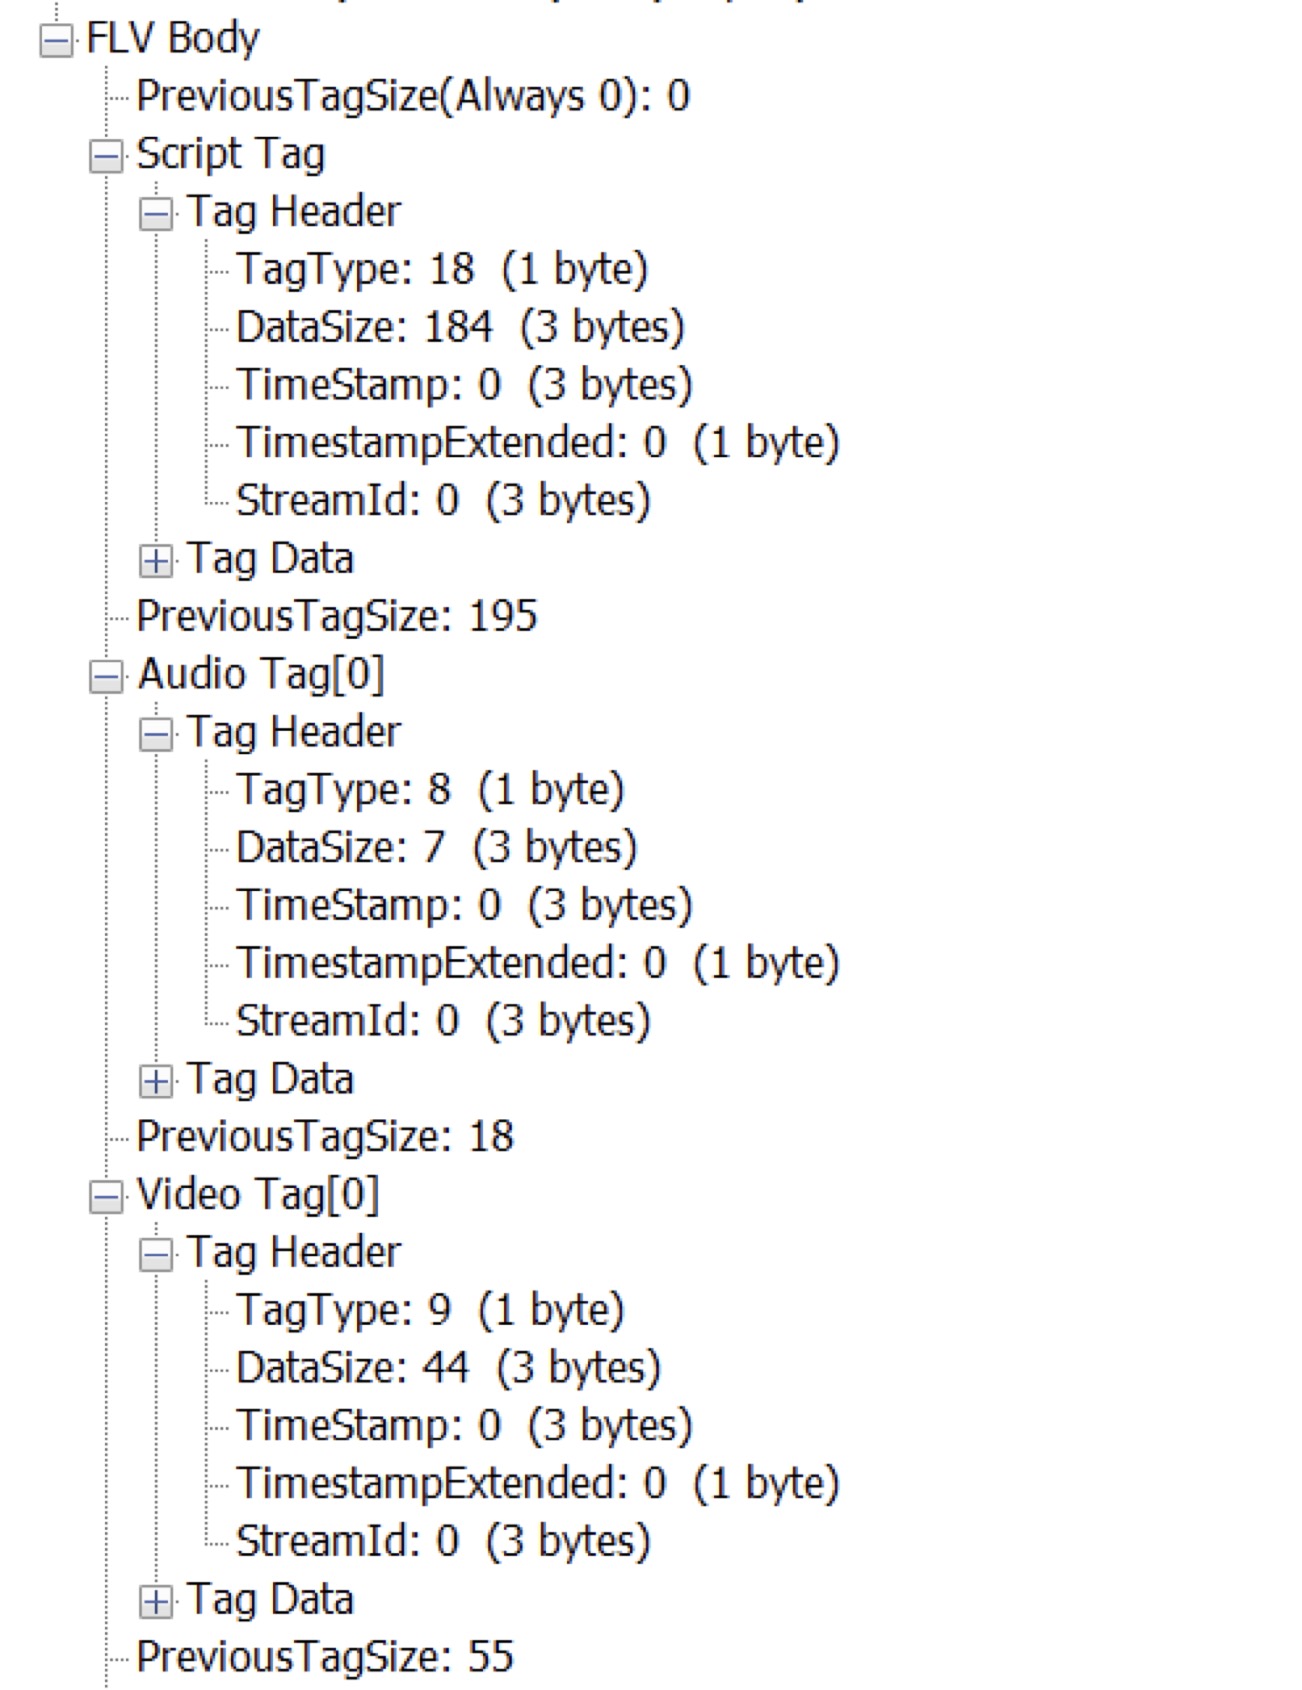 FLV Body
PreviousTagSize(Always 0): 0
Script Tag
Tag Header
TagType: 18 (1 byte)
DataSize: 184 (3 bytes)
TimeStamp: 0 (3 bytes)
TimestampExtended: 0 (1 byte)
StreamId: 0 (3 bytes)
Tag Data
PreviousTagSize: 195
Audio Tag[0]
Tag Header
TagType: 8 (1 byte)
DataSize: 7 (3 bytes)
TimeStamp: 0 (3 bytes)
TimestampExtended: 0 (1 byte)
StreamId: 0 (3 bytes)
Tag Data
PreviousTagSize: 18
Video Tag[0]
Tag Header
TagType: 9 (1 byte)
DataSize: 44 (3 bytes)
TimeStamp: 0 (3 bytes)
TimestampExtended: 0 (1 byte)
StreamId: 0 (3 bytes)
Tag Data
PreviousTagSize: 55